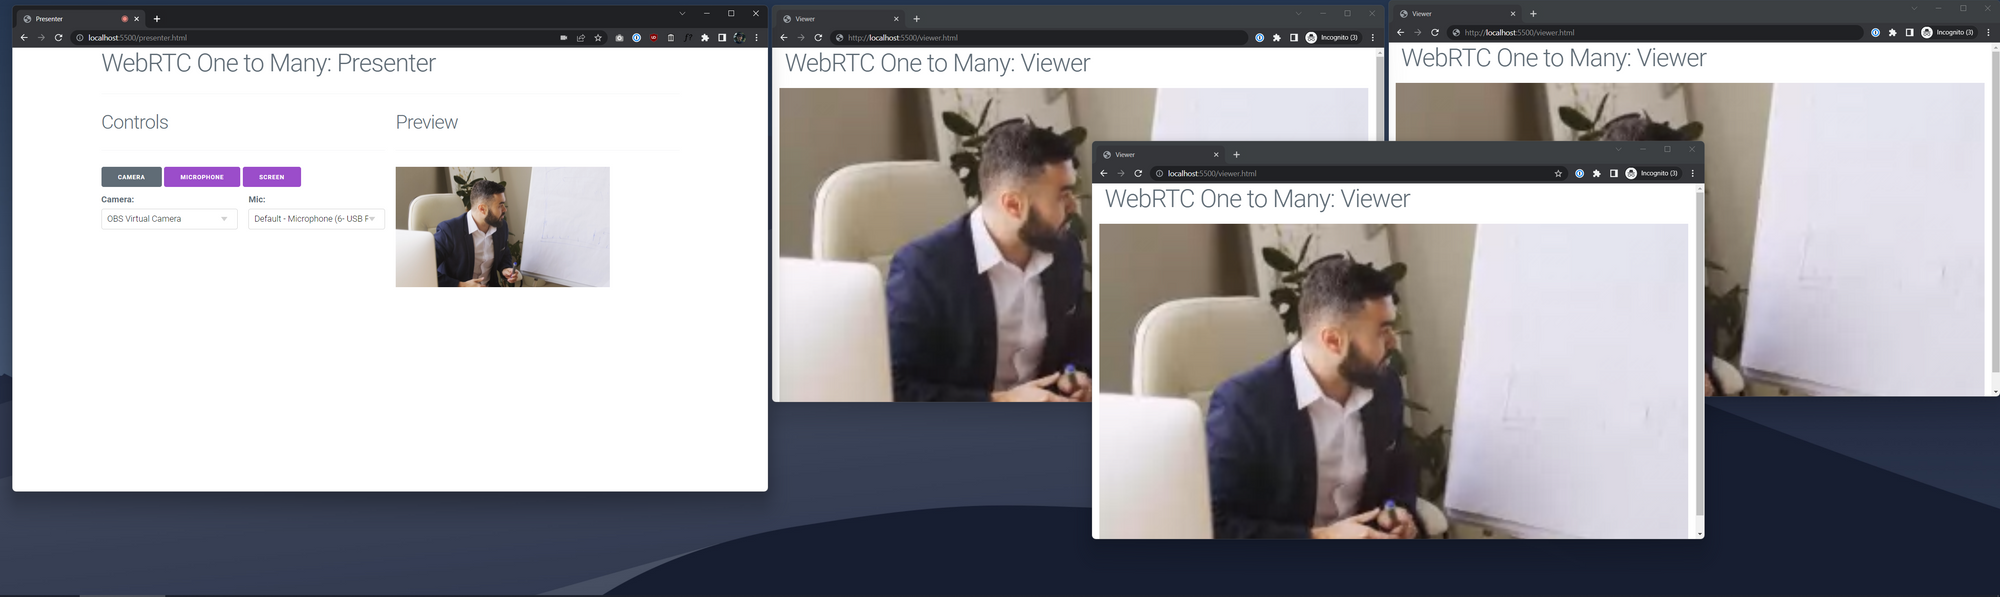 Presenter
localhost:5500/presenter.html
WebRTC One to Many: Presenter
Controls
Preview
CAMERA
MICROPHONE
SCREEN
Camera:
Mic:
OBS Virtual Camera
Default - Microphone (6- USB F
Viewer
http://localhost:5500/viewer.html
Incognito (3)
WebRTC One to Many: Viewer
Viewer
http://localhost:5500/viewer.html
Incognito (3)
WebRTC One to Many: Viewer
Viewer
localhost:5500/viewer.html
Incognito (3)
WebRTC One to Many: Viewer